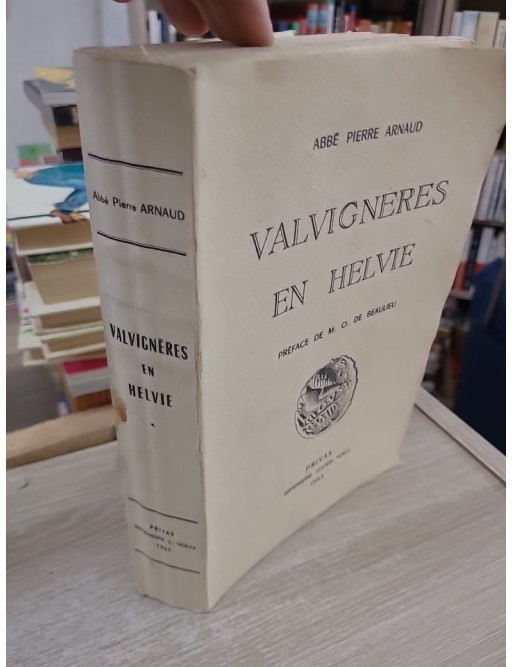 Abbé Pierre ARNAUD
VALVIGNÈRES
EN
HELVIE
PRIVAS
ABBÉ PIERRE ARNAUD
VALVIGNÈRES
EN HELVIE
PRÉFACE DE M. O. DE BEAULIEU
PRIVAS